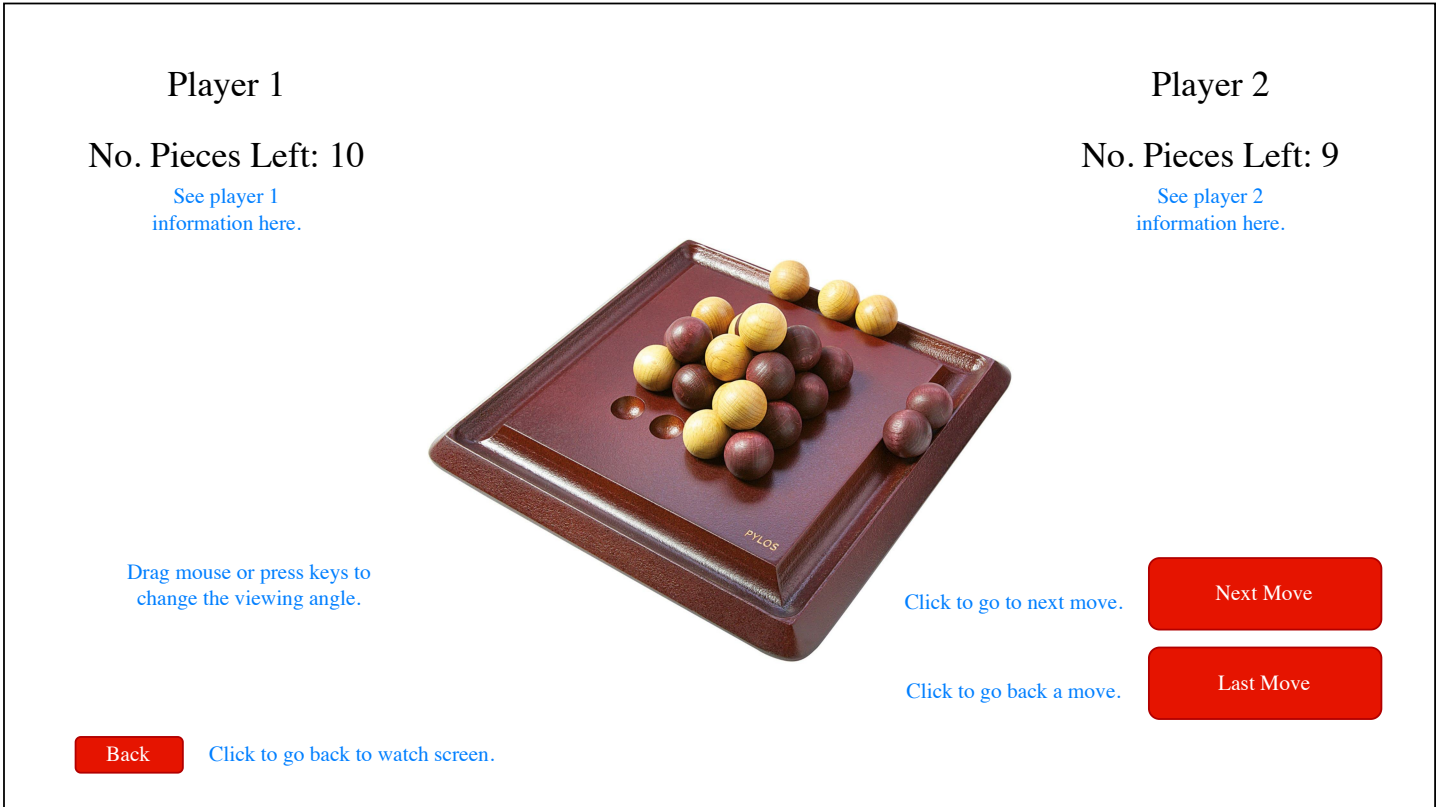 Player 1
Player 2
No. Pieces Left: 10
No. Pieces Left: 9
See player 1
information here.
See player 2
information here.
PYLOS
Drag mouse or press keys to
change the viewing angle.
Click to go to next move.
Next Move
Click to go back a move.
Last Move
Back
Click to go back to watch screen.